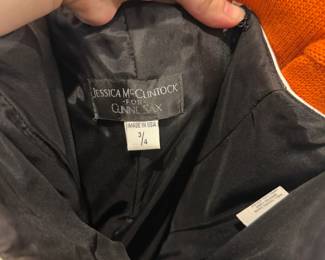 JESSICA McCLINTOCK
·FOR·
GUNNE SAX
MADE IN USA
3/4